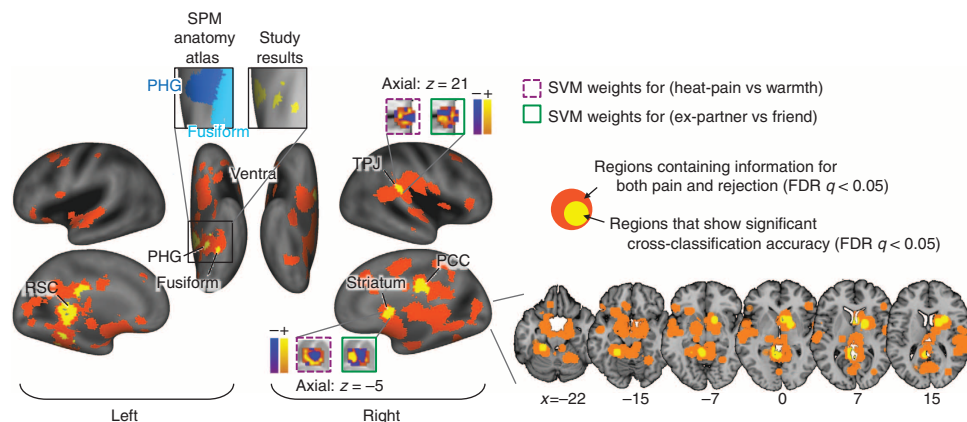 SPM
anatomy
atlas
Study
results
PHG
Fusiform
Axial: z = 21
– +
SVM weights for (heat-pain vs warmth)
SVM weights for (ex-partner vs friend)
TPJ
Ventral
Regions containing information for
both pain and rejection (FDR q < 0.05)
Regions that show significant
cross-classification accuracy (FDR q < 0.05)
PHG
Fusiform
RSC
Striatum
PCC
– +
Axial: z = –5
x=–22
–15
–7
0
7
15
Left
Right